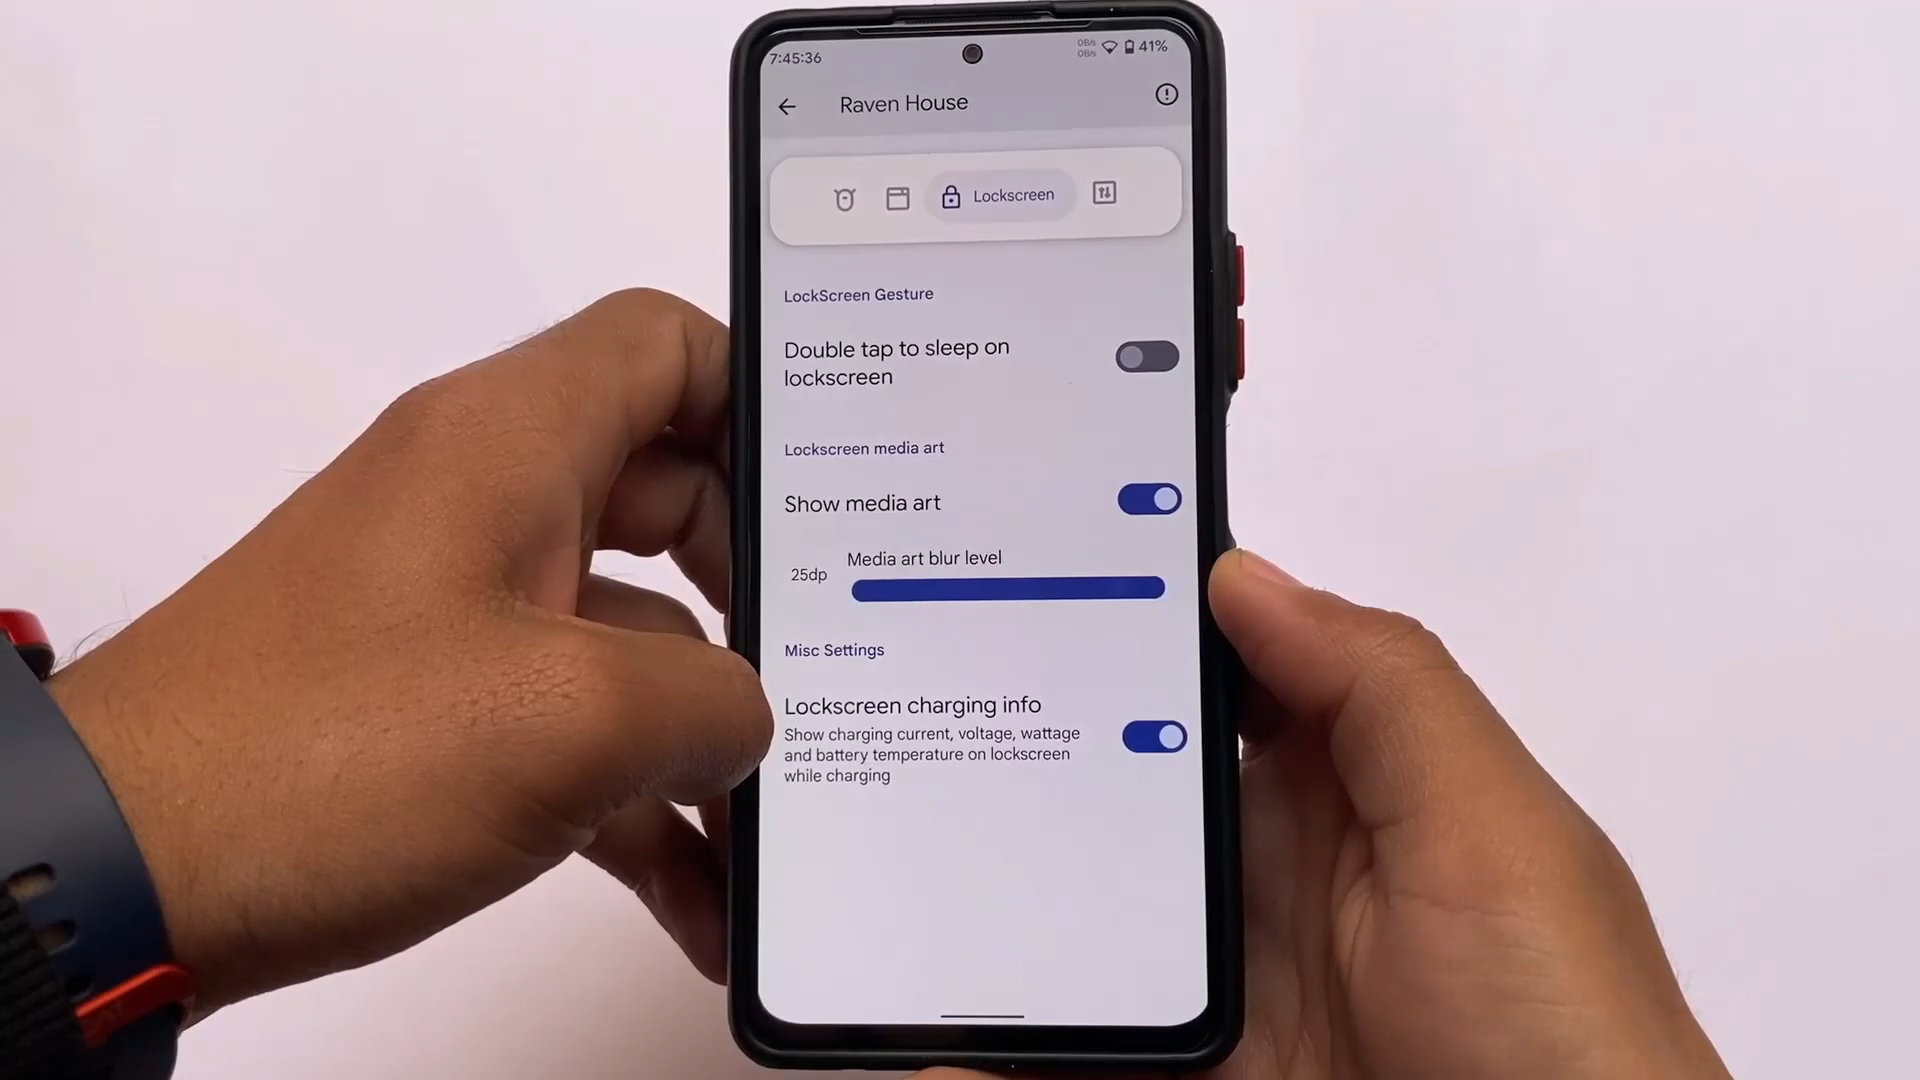 7:45:36
0B/s
0B/s
41%
Raven House
Lockscreen
LockScreen Gesture
Double tap to sleep on
lockscreen
Lockscreen media art
Show media art
Media art blur level
25dp
Misc Settings
Lockscreen charging info
Show charging current, voltage, wattage
and battery temperature on lockscreen
while charging